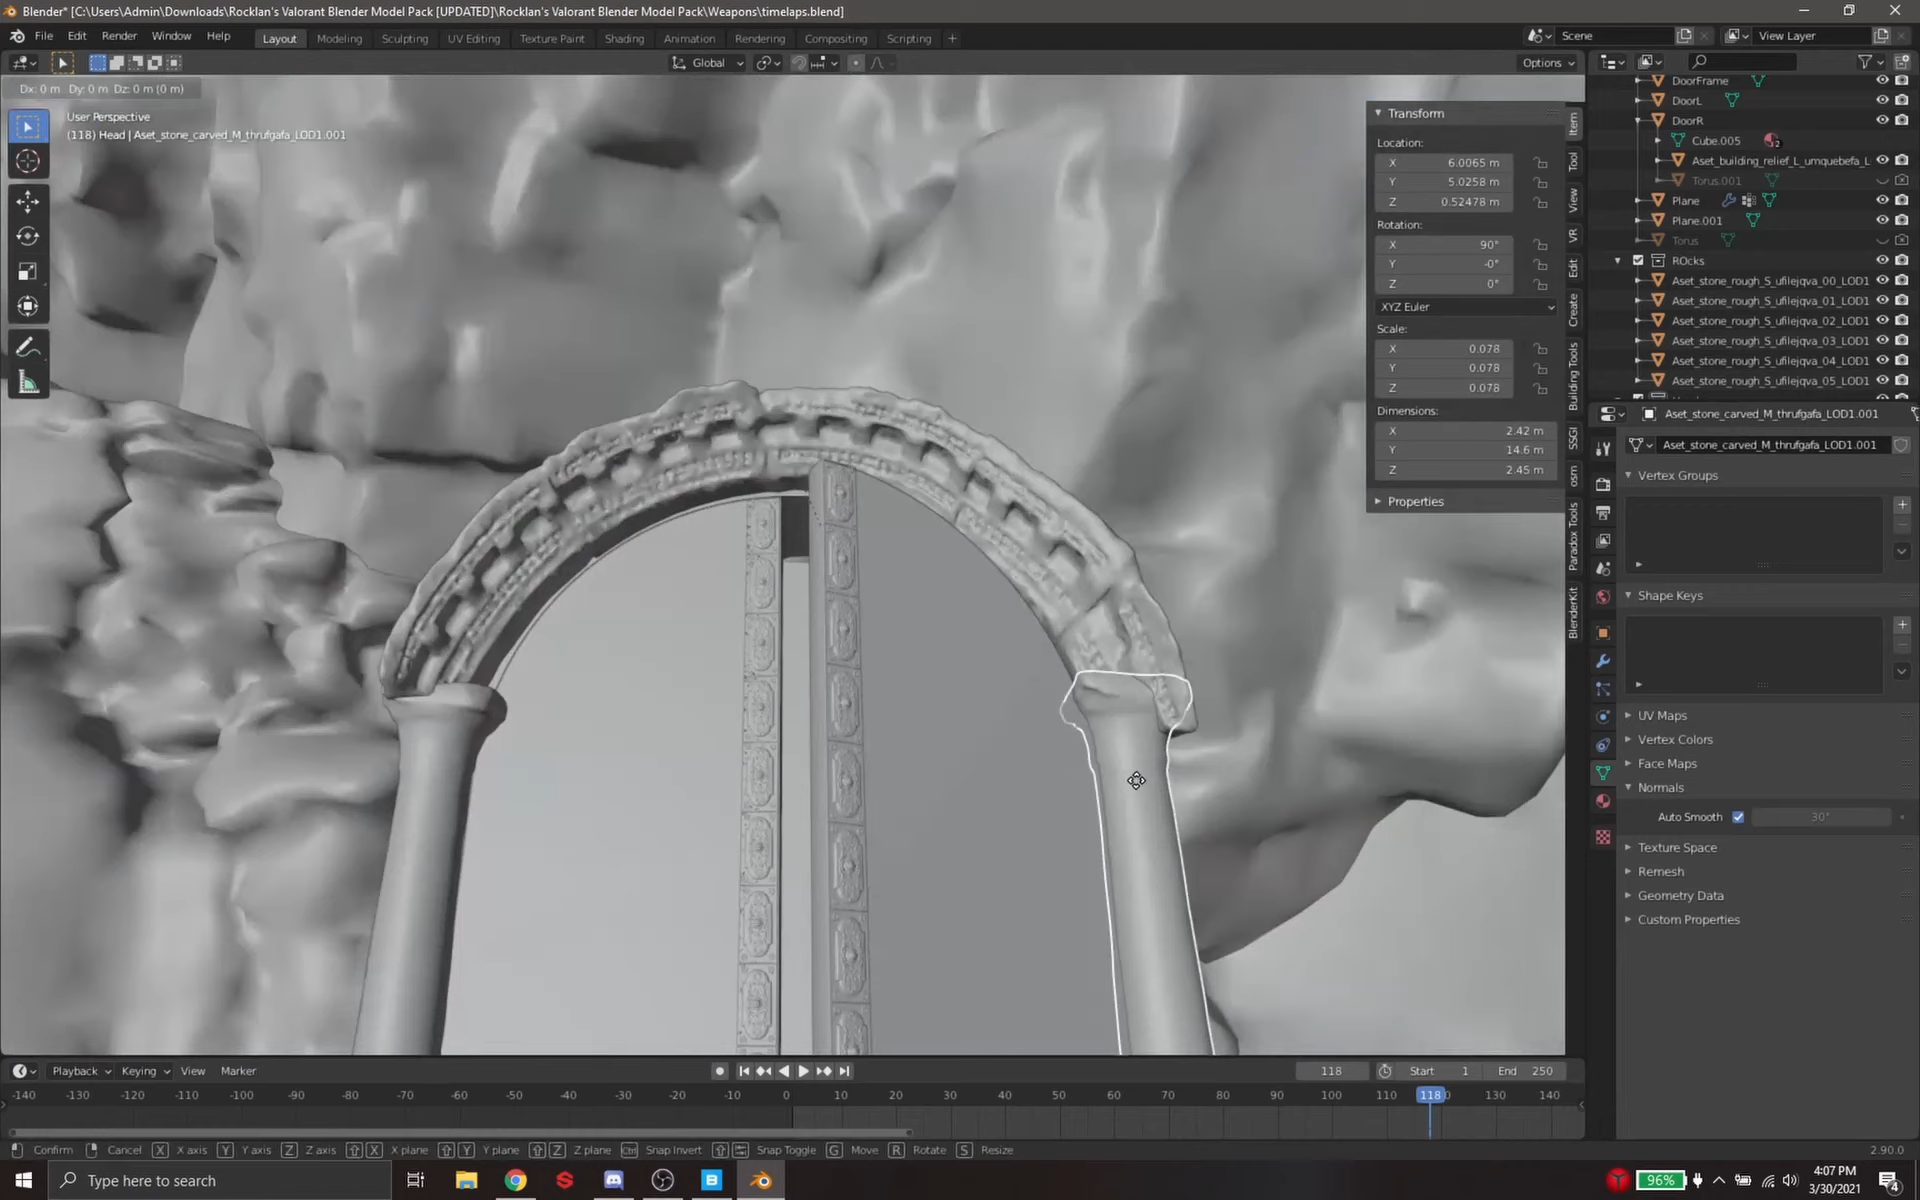 Blender* [C:\Users\Admin\Downloads\Rocklan's Valorant Blender Model Pack [UPDATED]\Rocklan's Valorant Blender Model Pack\Weapons\timelaps.blend]
File Edit Render Window Help Layout Modeling Sculpting UV Editing Texture Paint Shading Animation Rendering Compositing Scripting + Scene View Layer
Global Options
Dx: 0 m Dy: 0 m Dz: 0 m (0 m)
User Perspective
(118) Head | Aset_stone_carved_M_thrufgafa_LOD1.001
Transform
Location:
X 6.0065 m
Y 5.0258 m
Z 0.52478 m
Rotation:
X 90°
Y -0°
Z 0°
XYZ Euler
Scale:
X 0.078
Y 0.078
Z 0.078
Dimensions:
X 2.42 m
Y 14.6 m
Z 2.45 m
Properties
Item
Tool
View
VR
Edit
Create
Building Tools
SSGI
osm
Paradox Tools
BlenderKit
DoorFrame
DoorL
DoorR
Cube.005 2
Aset_building_relief_L_umquebefa_L
Torus.001
Plane
Plane.001
Torus
ROcks
Aset_stone_rough_S_ufilejqva_00_LOD1
Aset_stone_rough_S_ufilejqva_01_LOD1
Aset_stone_rough_S_ufilejqva_02_LOD1
Aset_stone_rough_S_ufilejqva_03_LOD1
Aset_stone_rough_S_ufilejqva_04_LOD1
Aset_stone_rough_S_ufilejqva_05_LOD1
Aset_stone_carved_M_thrufgafa_LOD1.001
Aset_stone_carved_M_thrufgafa_LOD1.001
Vertex Groups
Shape Keys
UV Maps
Vertex Colors
Face Maps
Normals
Auto Smooth 30°
Texture Space
Remesh
Geometry Data
Custom Properties
Playback Keying View Marker 118 Start 1 End 250
-140 -130 -120 -110 -100 -90 -80 -70 -60 -50 -40 -30 -20 -10 0 10 20 30 40 50 60 70 80 90 100 110 118 130 140
Confirm Cancel X X axis Y Y axis Z Z axis X X plane Y Y plane Z Z plane Ctrl Snap Invert Snap Toggle G Move R Rotate S Resize 2.90.0
Type here to search
96%
4:07 PM
3/30/2021
4